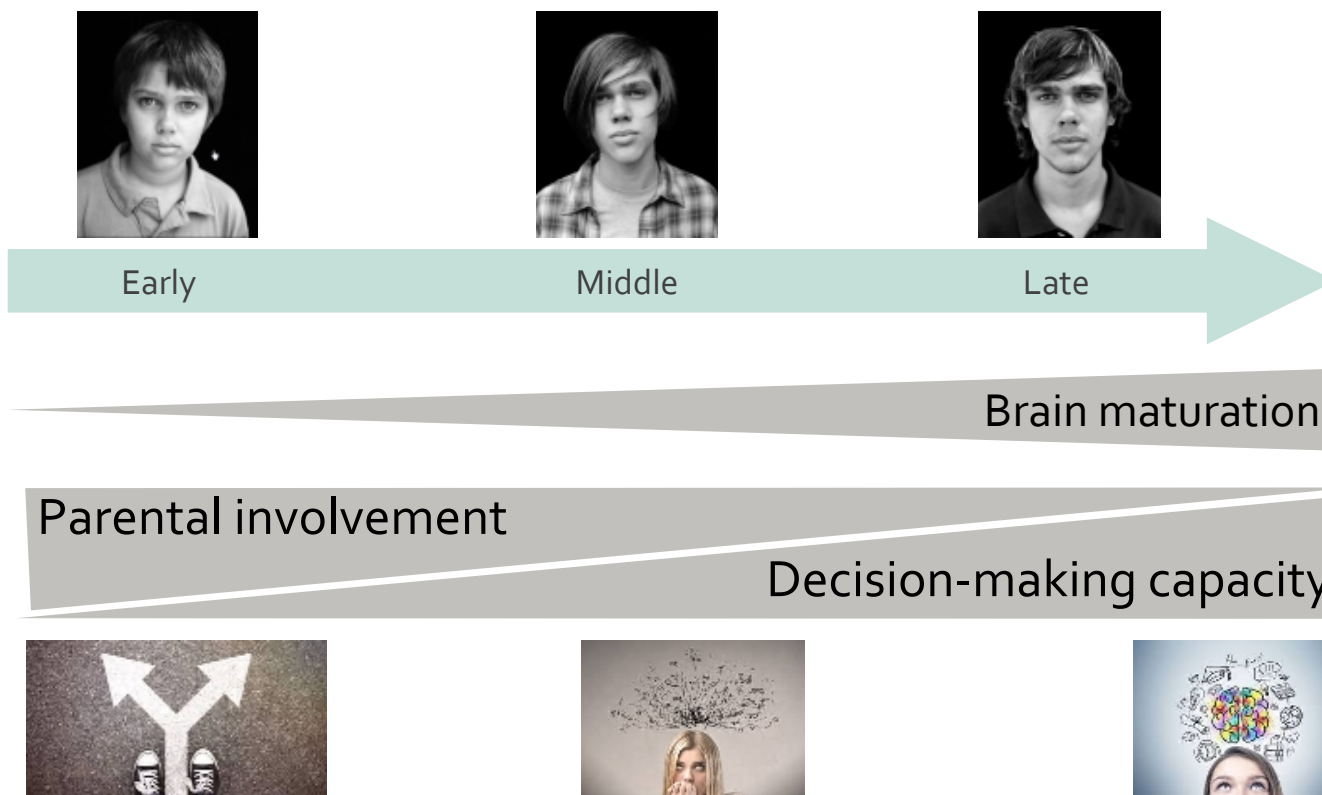 Early
Middle
Late
Brain maturation
Parental involvement
Decision-making capacity